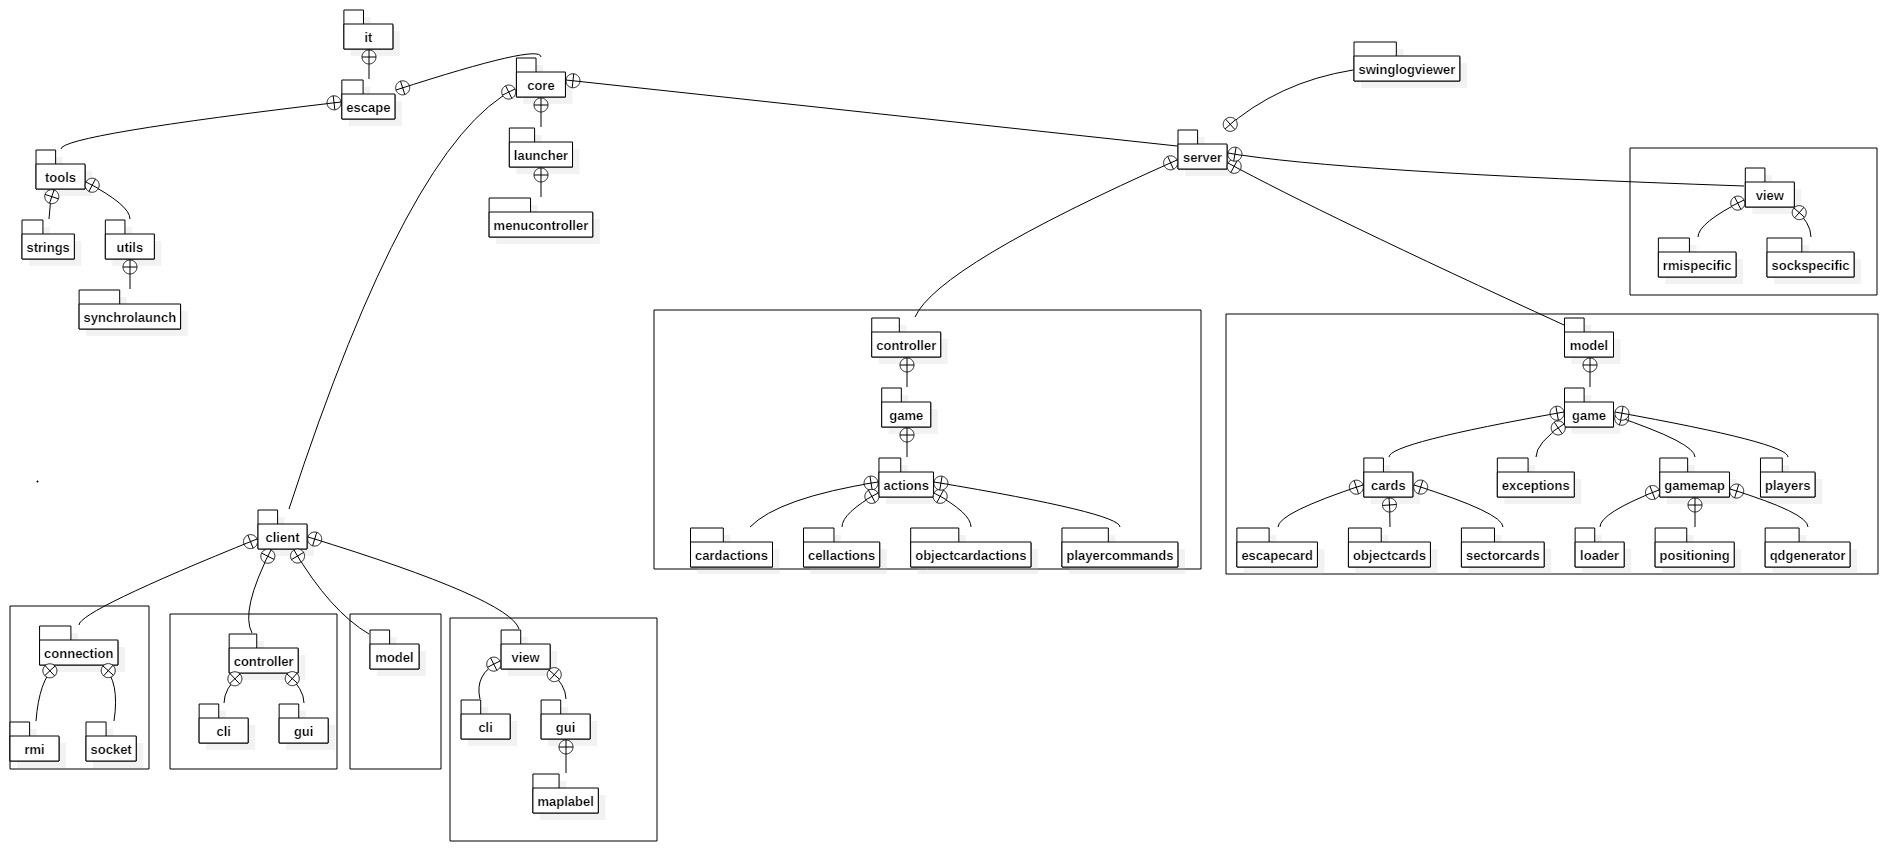 it
swinglogviewer
core
escape
launcher
server
tools
view
menucontroller
strings
utils
rmispecific
sockspecific
synchrolaunch
controller
model
game
game
actions
cards
exceptions
gamemap
players
cardactions
cellactions
objectcardactions
playercommands
escapecard
objectcards
sectorcards
loader
positioning
qdgenerator
client
connection
controller
model
view
cli
gui
cli
gui
rmi
socket
maplabel